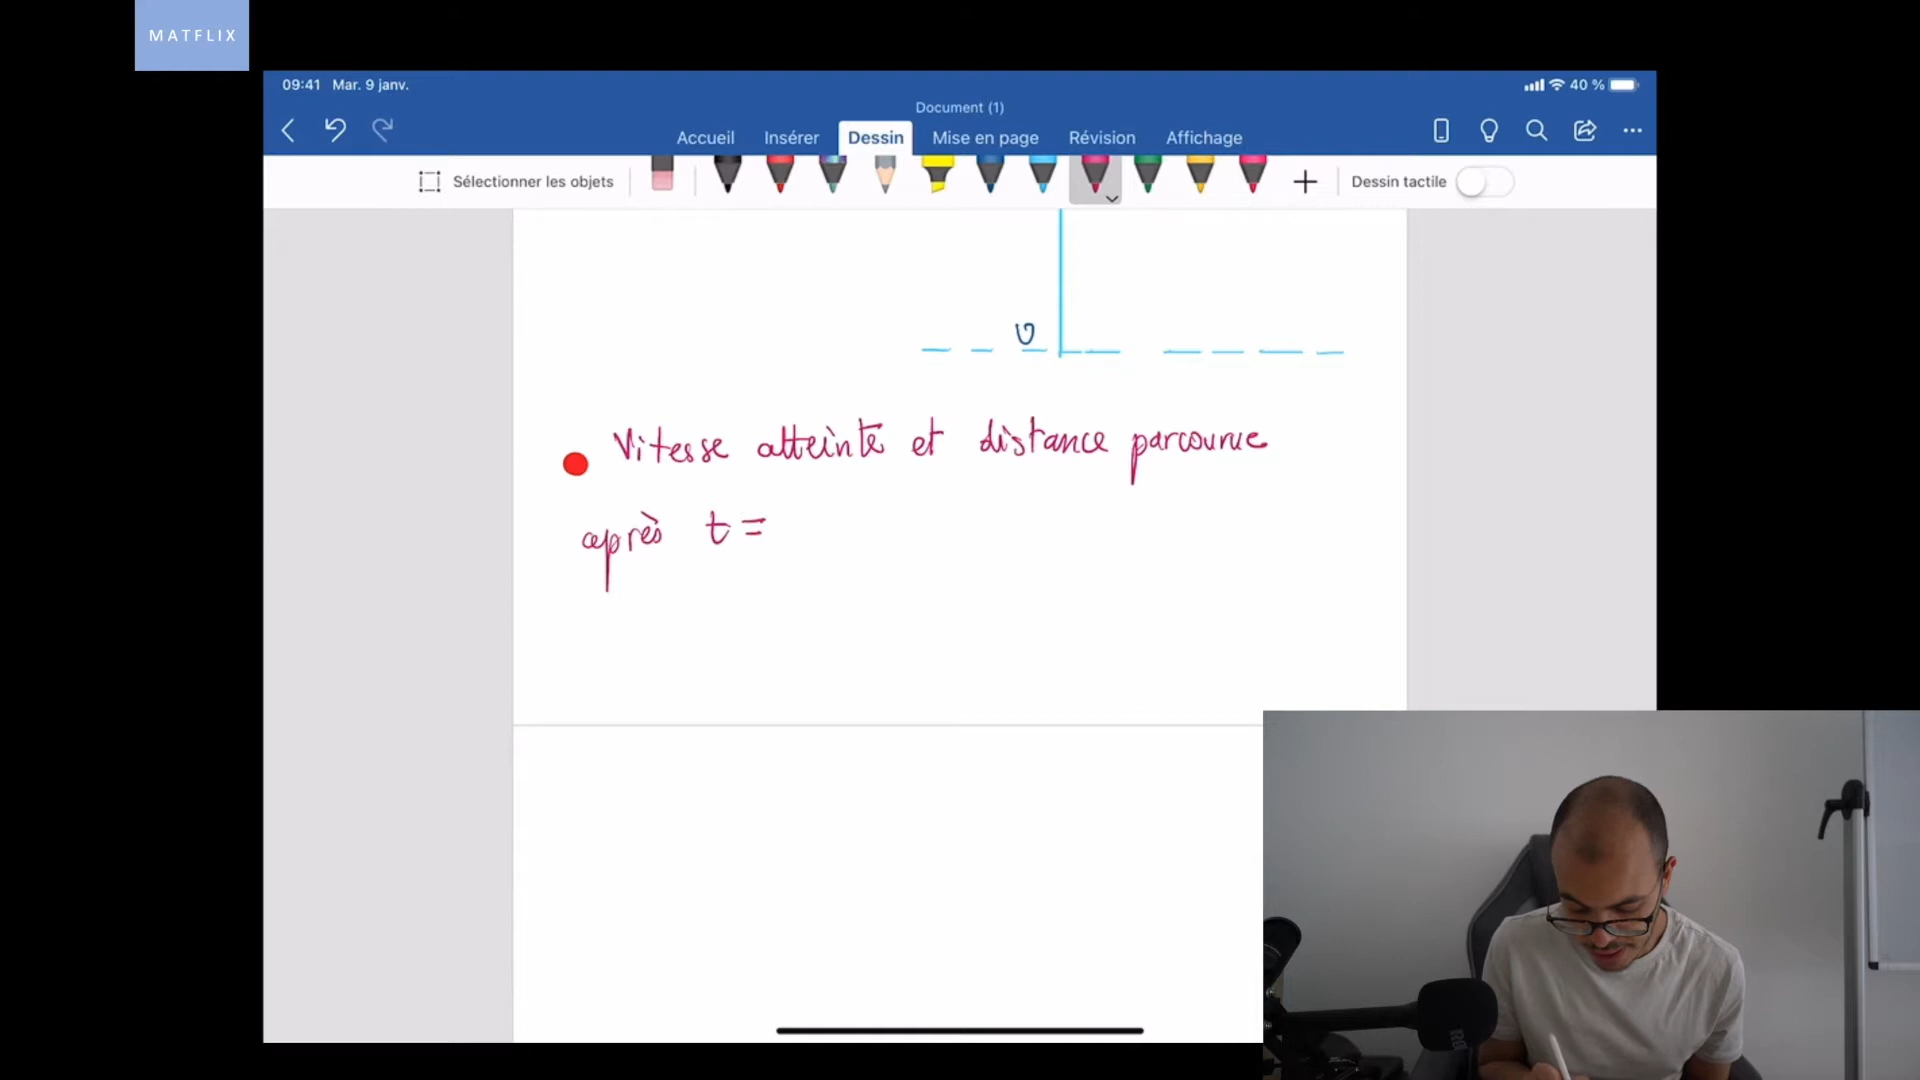 MATFLIX
09:41 Mar. 9 janv.
40 %
Document (1)
Accueil Insérer Dessin Mise en page Révision Affichage
Sélectionner les objets
Dessin tactile
v
Vitesse atteinte et distance parcourue
après t =